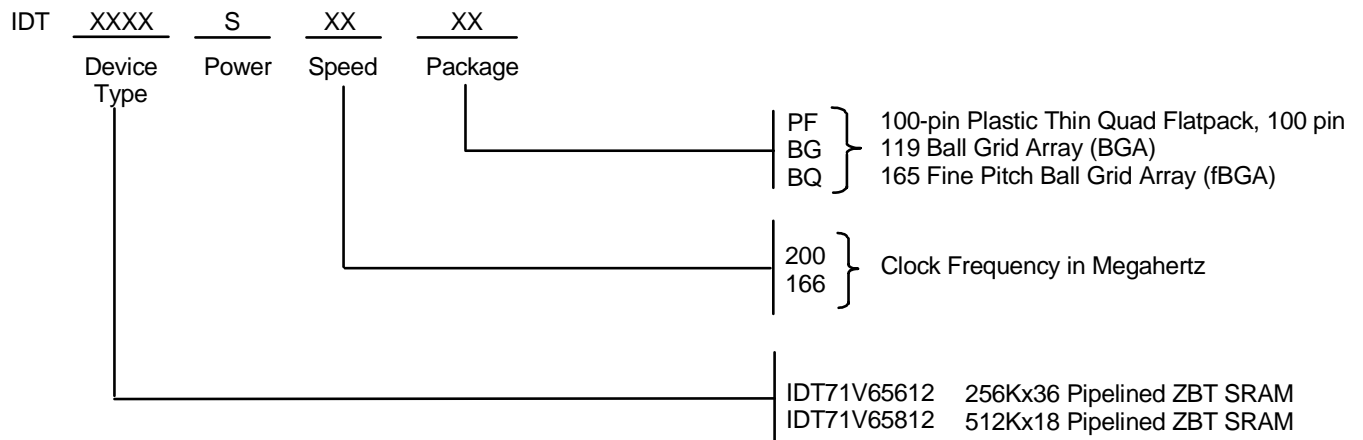 IDT XXXX S XX XX
Device Type Power Speed Package
PF 100-pin Plastic Thin Quad Flatpack, 100 pin
BG 119 Ball Grid Array (BGA)
BQ 165 Fine Pitch Ball Grid Array (fBGA)
200
166
Clock Frequency in Megahertz
IDT71V65612 256Kx36 Pipelined ZBT SRAM
IDT71V65812 512Kx18 Pipelined ZBT SRAM